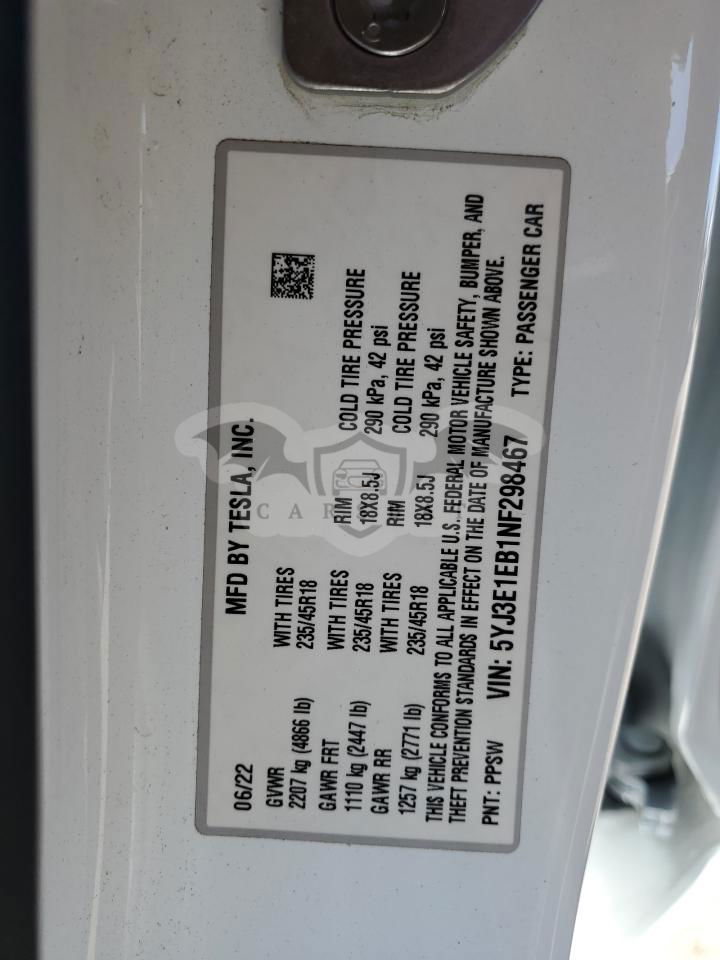 MFD BY TESLA, INC.
06/22
GVWR
2207 kg (4866 lb)
WITH TIRES
235/45R18
RIM
18X8.5J
COLD TIRE PRESSURE
290 kPa, 42 psi
GAWR FRT
1110 kg (2447 lb)
WITH TIRES
235/45R18
RIM
18X8.5J
COLD TIRE PRESSURE
290 kPa, 42 psi
GAWR RR
1257 kg (2771 lb)
WITH TIRES
235/45R18
THIS VEHICLE CONFORMS TO ALL APPLICABLE U.S. FEDERAL MOTOR VEHICLE SAFETY, BUMPER, AND
THEFT PREVENTION STANDARDS IN EFFECT ON THE DATE OF MANUFACTURE SHOWN ABOVE.
PNT: PPSW VIN: 5YJ3E1EB1NF298467 TYPE: PASSENGER CAR